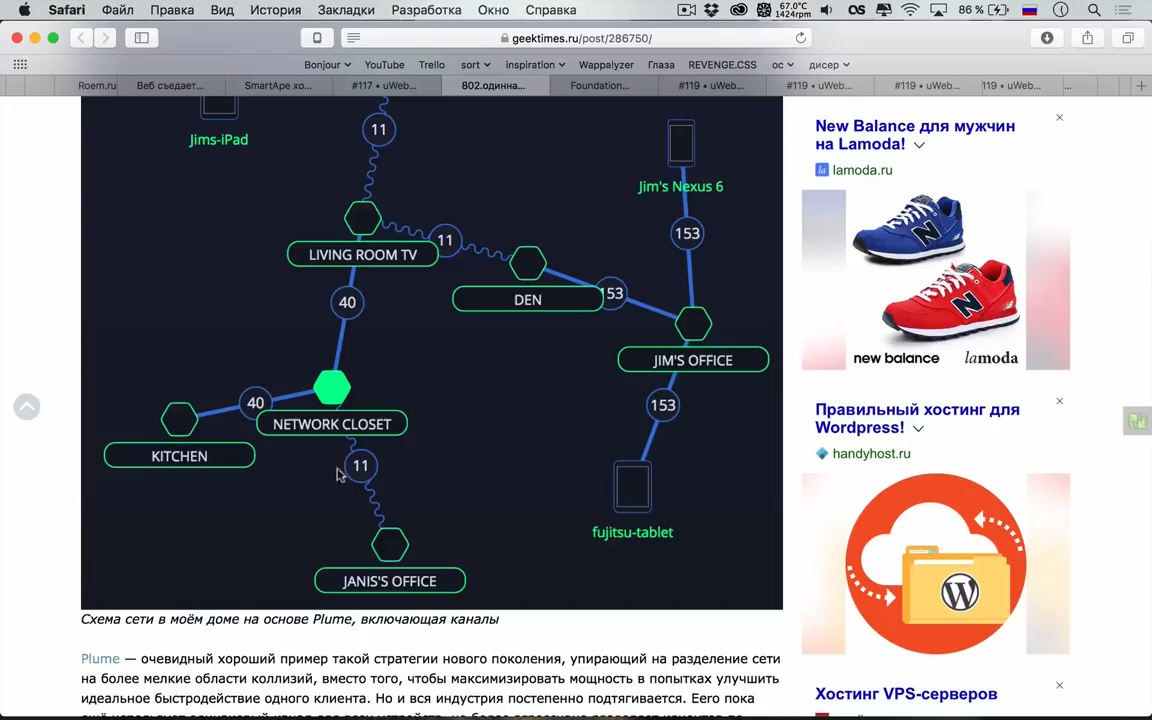 Safari Файл Правка Вид История Закладки Разработка Окно Справка 67.0°C 1424rpm 86 %
geektimes.ru/post/286750/
Bonjour YouTube Trello sort inspiration Wappalyzer Глаза REVENGE.CSS ос дисер
Roem.ru Веб съедает... SmartApe хо... #117 • uWeb... 802.одинна... Foundation... #119 • uWeb... #119 • uWeb... #119 • uWeb... 119 • uWeb... ...
Jims-iPad
11
Jim's Nexus 6
153
11
LIVING ROOM TV
153
DEN
40
JIM'S OFFICE
40
153
NETWORK CLOSET
KITCHEN
11
fujitsu-tablet
JANIS'S OFFICE
Схема сети в моём доме на основе Plume, включающая каналы
Plume — очевидный хороший пример такой стратегии нового поколения, упирающий на разделение сети
на более мелкие области коллизий, вместо того, чтобы максимизировать мощность в попытках улучшить
идеальное быстродействие одного клиента. Но и вся индустрия постепенно подтягивается. Eero пока
New Balance для мужчин
на Lamoda!
lamoda.ru
new balance lamoda
Правильный хостинг для
Wordpress!
handyhost.ru
Хостинг VPS-серверов